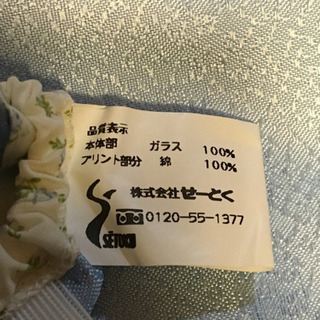 品質表示
本体部 ガラス 100%
プリント部分 綿 100%
株式会社せーとく
0120-55-1377
SÉTOKU